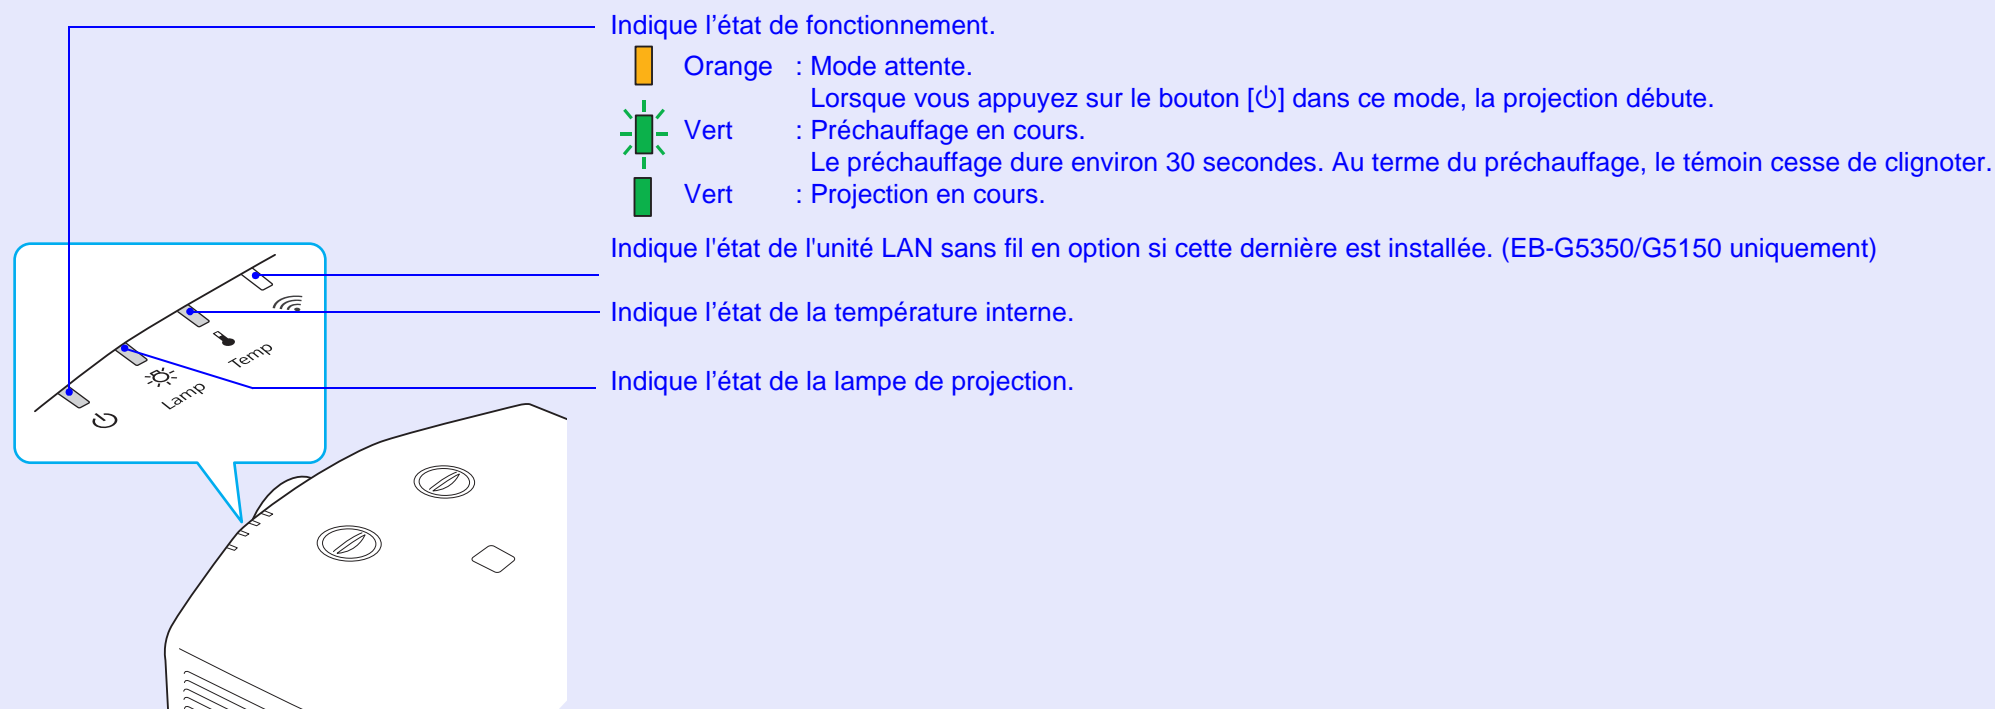 Indique l’état de fonctionnement.
Orange : Mode attente.
Lorsque vous appuyez sur le bouton [⏻] dans ce mode, la projection débute.
Vert : Préchauffage en cours.
Le préchauffage dure environ 30 secondes. Au terme du préchauffage, le témoin cesse de clignoter.
Vert : Projection en cours.
Indique l'état de l'unité LAN sans fil en option si cette dernière est installée. (EB-G5350/G5150 uniquement)
Indique l’état de la température interne.
Indique l’état de la lampe de projection.
Temp
Lamp